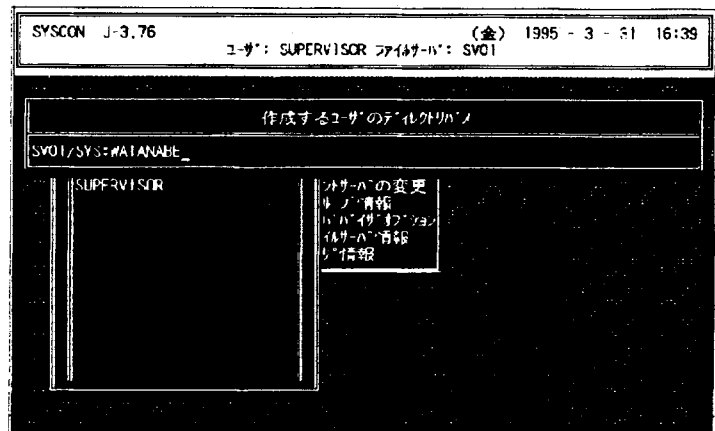 SYSCON J-3.76 (金) 1995 - 3 - 31 16:39
ユーザ: SUPERVISOR ファイルサーバ: SV01
作成するユーザのディレクトリパス
SV01/SYS:WATANABE_
SUPERVISOR
ントサーバの変更
ループ情報
パーバイザオプション
イルサーバ情報
ザ情報